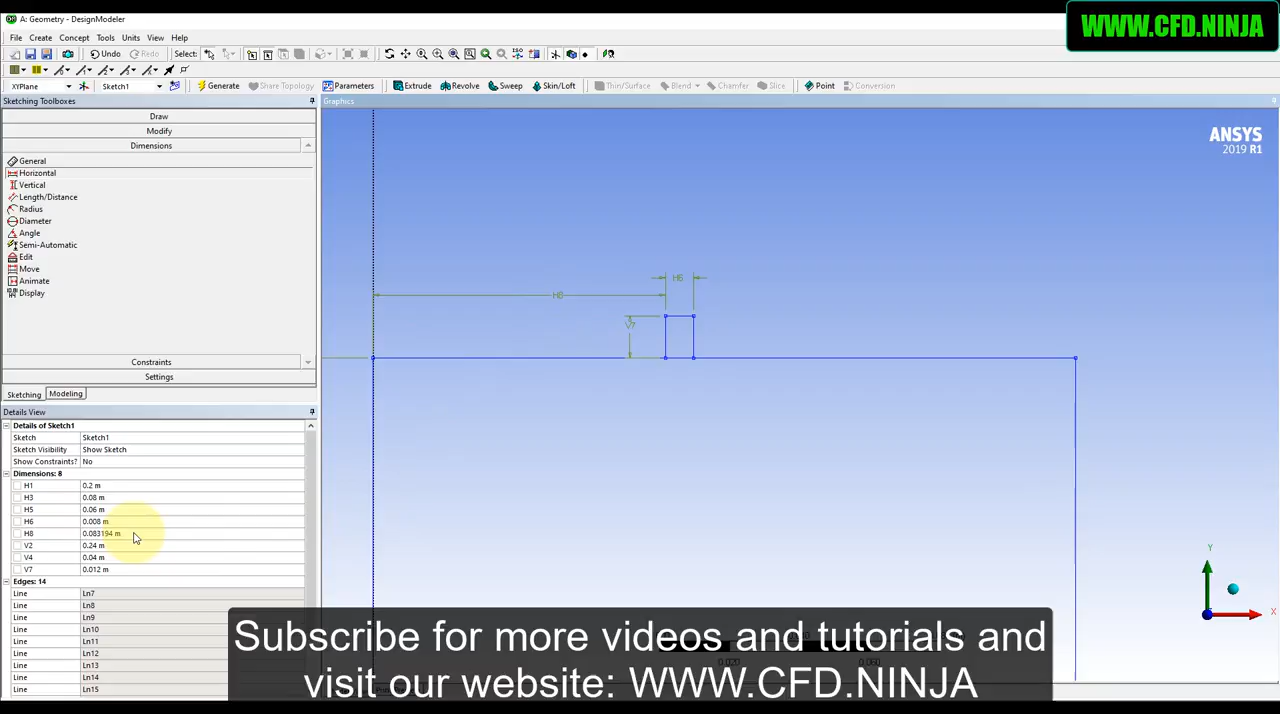 A: Geometry - DesignModeler
WWW.CFD.NINJA
File Create Concept Tools Units View Help
Undo Redo Select:
XYPlane Sketch1 Generate Share Topology Parameters Extrude Revolve Sweep Skin/Loft Thin/Surface Blend Chamfer Slice Point Conversion
Sketching Toolboxes
Graphics
Draw
Modify
Dimensions
General
Horizontal
Vertical
Length/Distance
Radius
Diameter
Angle
Semi-Automatic
Edit
Move
Animate
Display
Constraints
Settings
Sketching Modeling
ANSYS
2019 R1
H6
H8
V7
Details View
Details of Sketch1
Sketch Sketch1
Sketch Visibility Show Sketch
Show Constraints? No
Dimensions: 8
H1 0.2 m
H3 0.08 m
H5 0.06 m
H6 0.008 m
H8 0.083194 m
V2 0.24 m
V4 0.04 m
V7 0.012 m
Edges: 14
Line Ln7
Line Ln8
Line Ln9
Line Ln10
Line Ln11
Line Ln12
Line Ln13
Line Ln14
Line Ln15
Y
X
0.020 0.060
Subscribe for more videos and tutorials and
visit our website: WWW.CFD.NINJA